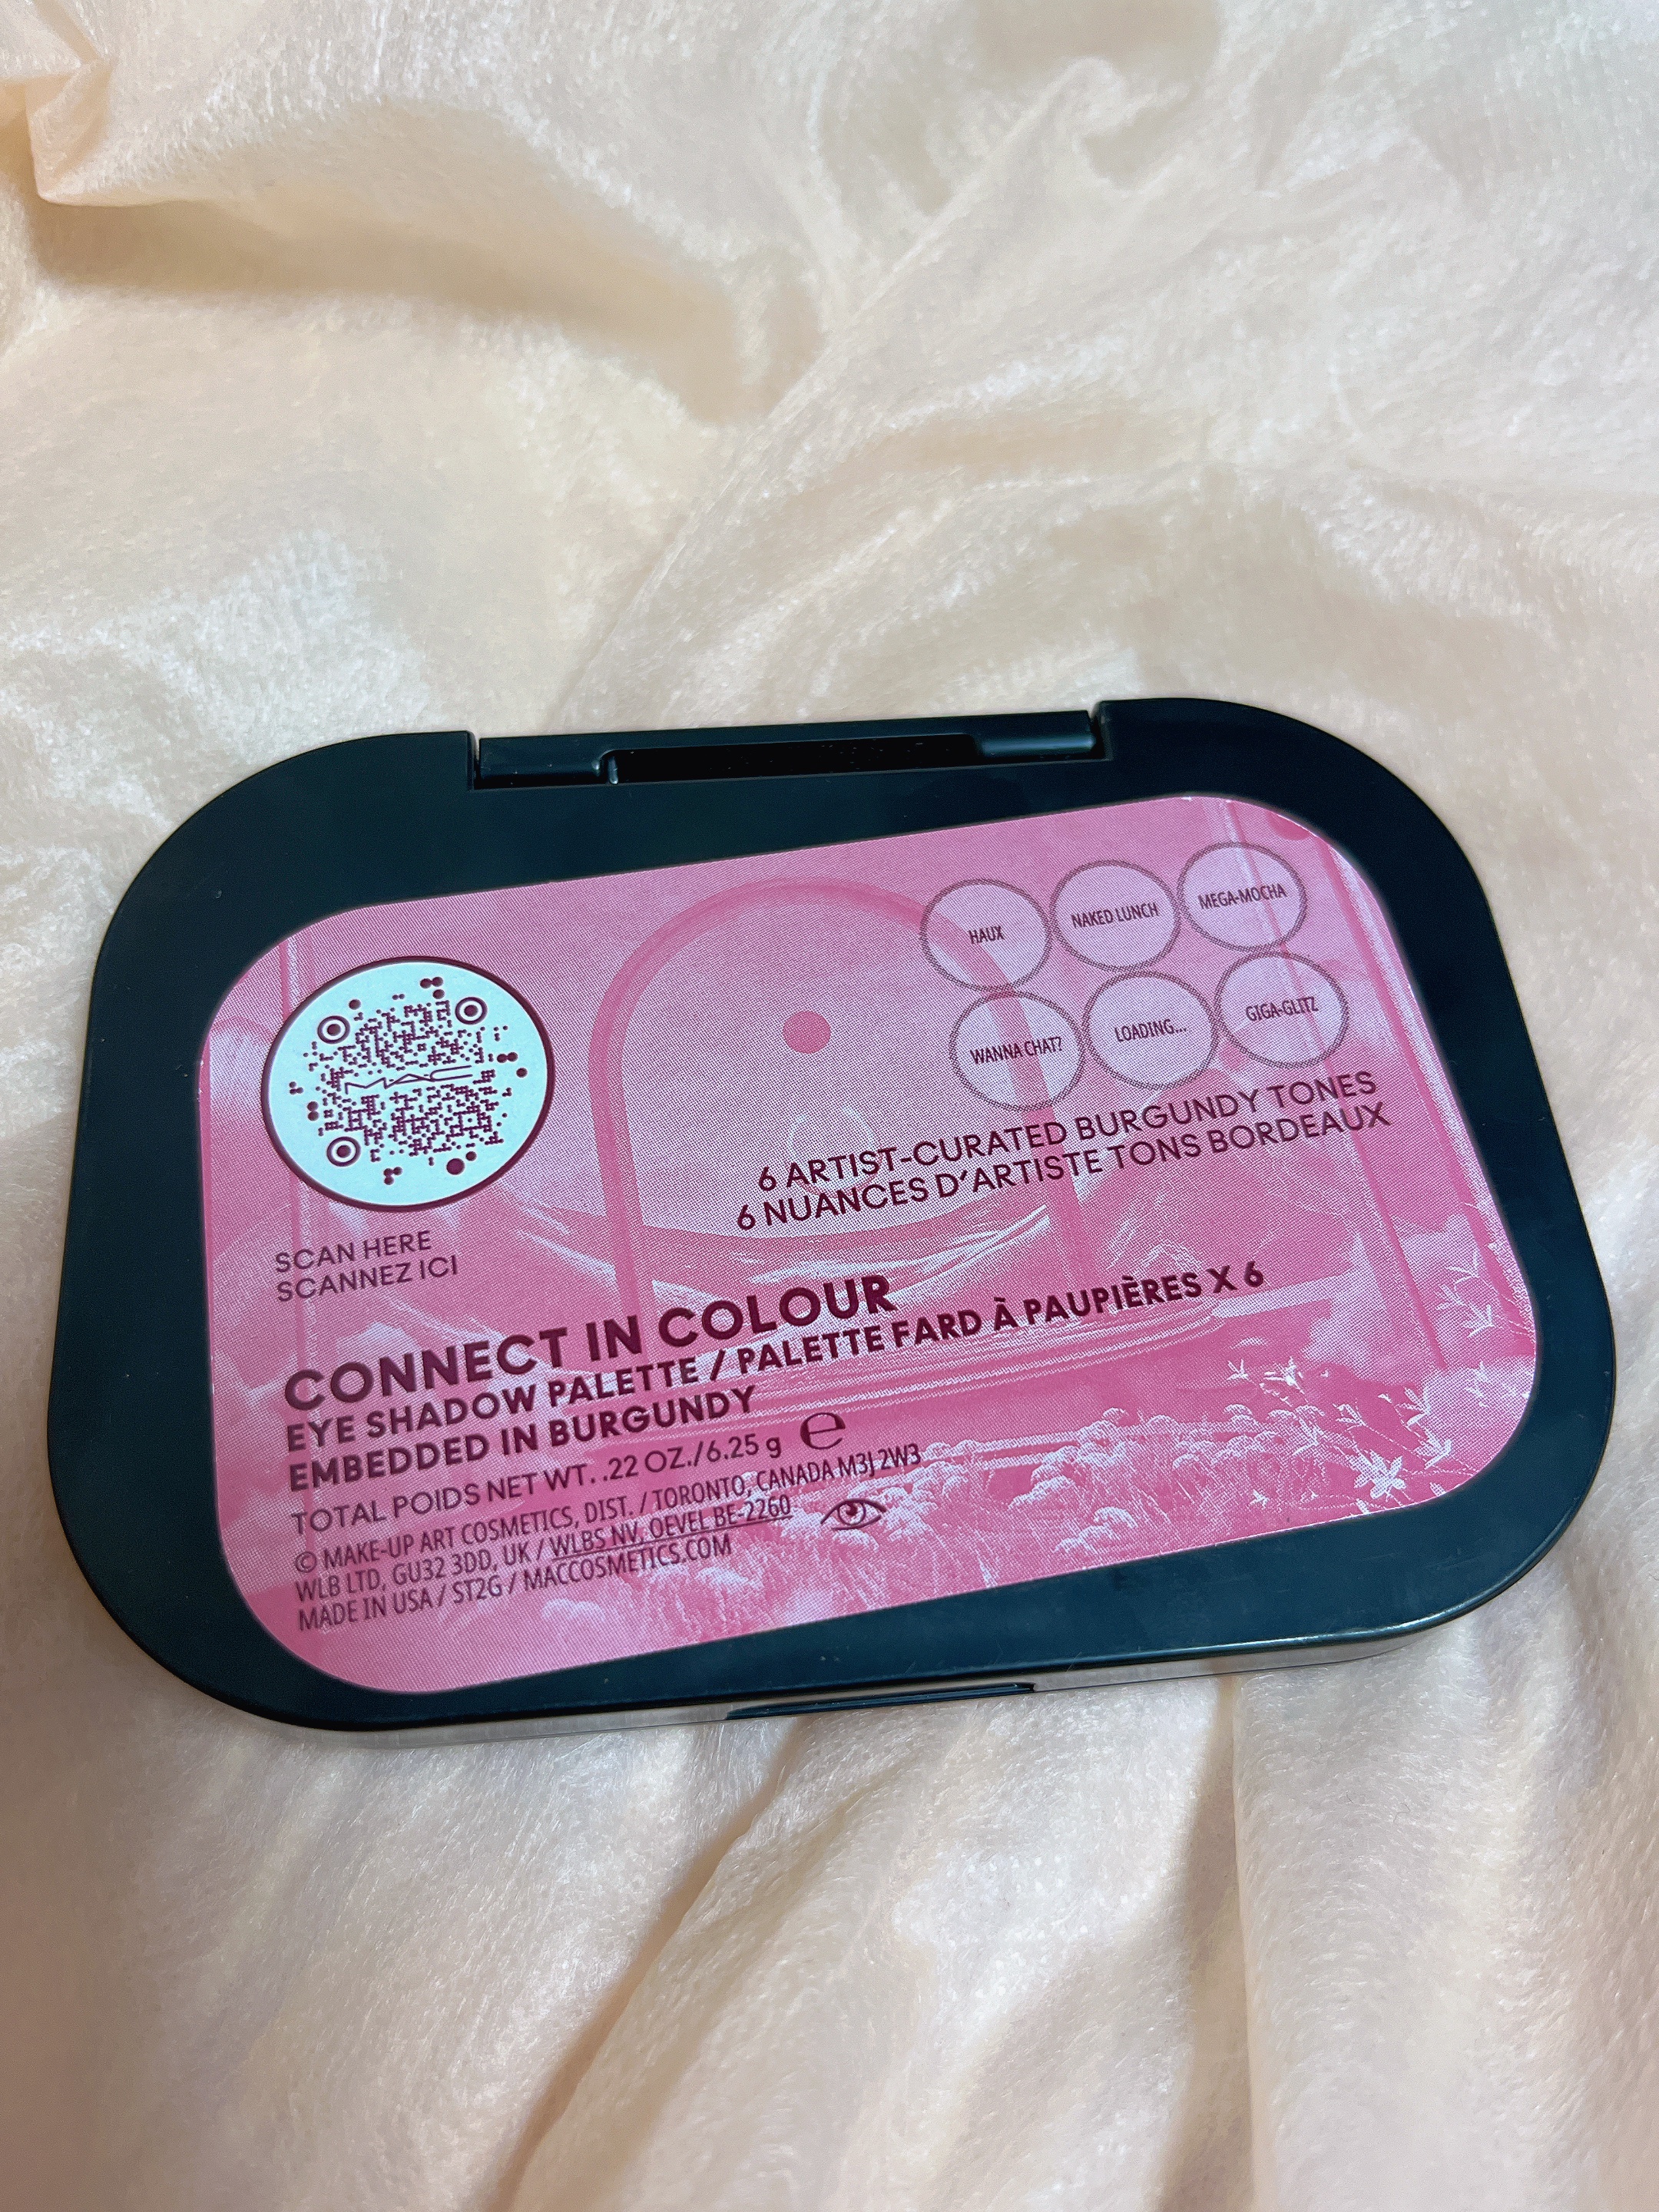 HAUX
NAKED LUNCH
MEGA-MOCHA
WANNA CHAT?
LOADING...
GIGA-GLITZ
MAC
6 ARTIST-CURATED BURGUNDY TONES
6 NUANCES D'ARTISTE TONS BORDEAUX
SCAN HERE
SCANNEZ ICI
CONNECT IN COLOUR
EYE SHADOW PALETTE / PALETTE FARD À PAUPIÈRES X 6
EMBEDDED IN BURGUNDY
TOTAL POIDS NET WT. .22 OZ./6.25 g e
© MAKE-UP ART COSMETICS, DIST. / TORONTO, CANADA M3J 2W3
WLB LTD, GU32 3DD, UK / WLBS NV, OEVEL BE-2260
MADE IN USA / ST2G / MACCOSMETICS.COM